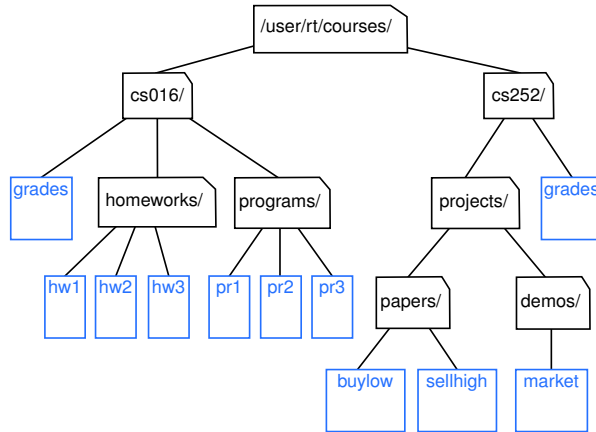 /user/rt/courses/
cs016/
cs252/
grades
homeworks/
programs/
projects/
grades
hw1
hw2
hw3
pr1
pr2
pr3
papers/
demos/
buylow
sellhigh
market